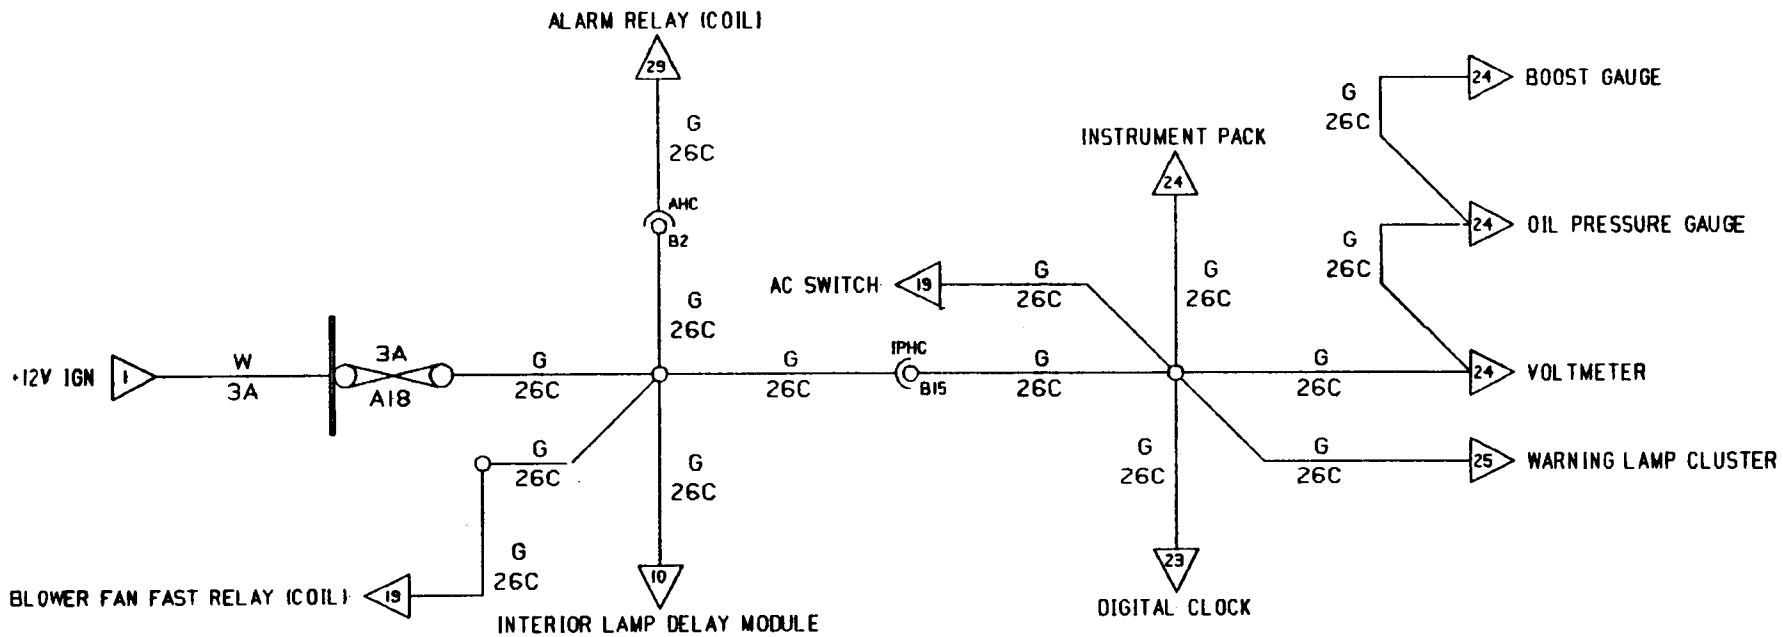 ALARM RELAY (COIL)
29
G
26C
AHC
B2
G
26C
24
BOOST GAUGE
G
26C
INSTRUMENT PACK
24
24
OIL PRESSURE GAUGE
G
26C
AC SWITCH
19
G
26C
G
26C
+12V IGN
1
W
3A
3A
A18
G
26C
G
26C
IPHC
B15
G
26C
G
26C
24
VOLTMETER
G
26C
G
26C
G
26C
G
26C
25
WARNING LAMP CLUSTER
G
26C
BLOWER FAN FAST RELAY (COIL)
19
10
INTERIOR LAMP DELAY MODULE
23
DIGITAL CLOCK